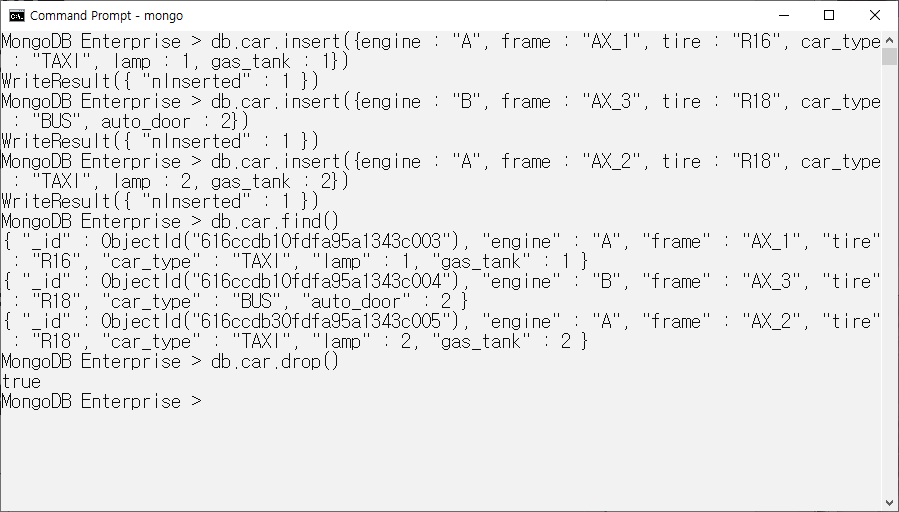 Command Prompt - mongo
MongoDB Enterprise > db.car.insert({engine : "A", frame : "AX_1", tire : "R16", car_type
 : "TAXI", lamp : 1, gas_tank : 1})
WriteResult({ "nInserted" : 1 })
MongoDB Enterprise > db.car.insert({engine : "B", frame : "AX_3", tire : "R18", car_type
 : "BUS", auto_door : 2})
WriteResult({ "nInserted" : 1 })
MongoDB Enterprise > db.car.insert({engine : "A", frame : "AX_2", tire : "R18", car_type
 : "TAXI", lamp : 2, gas_tank : 2})
WriteResult({ "nInserted" : 1 })
MongoDB Enterprise > db.car.find()
{ "_id" : ObjectId("616ccdb10fdfa95a1343c003"), "engine" : "A", "frame" : "AX_1", "tire"
 : "R16", "car_type" : "TAXI", "lamp" : 1, "gas_tank" : 1 }
{ "_id" : ObjectId("616ccdb10fdfa95a1343c004"), "engine" : "B", "frame" : "AX_3", "tire"
 : "R18", "car_type" : "BUS", "auto_door" : 2 }
{ "_id" : ObjectId("616ccdb30fdfa95a1343c005"), "engine" : "A", "frame" : "AX_2", "tire"
 : "R18", "car_type" : "TAXI", "lamp" : 2, "gas_tank" : 2 }
MongoDB Enterprise > db.car.drop()
true
MongoDB Enterprise >